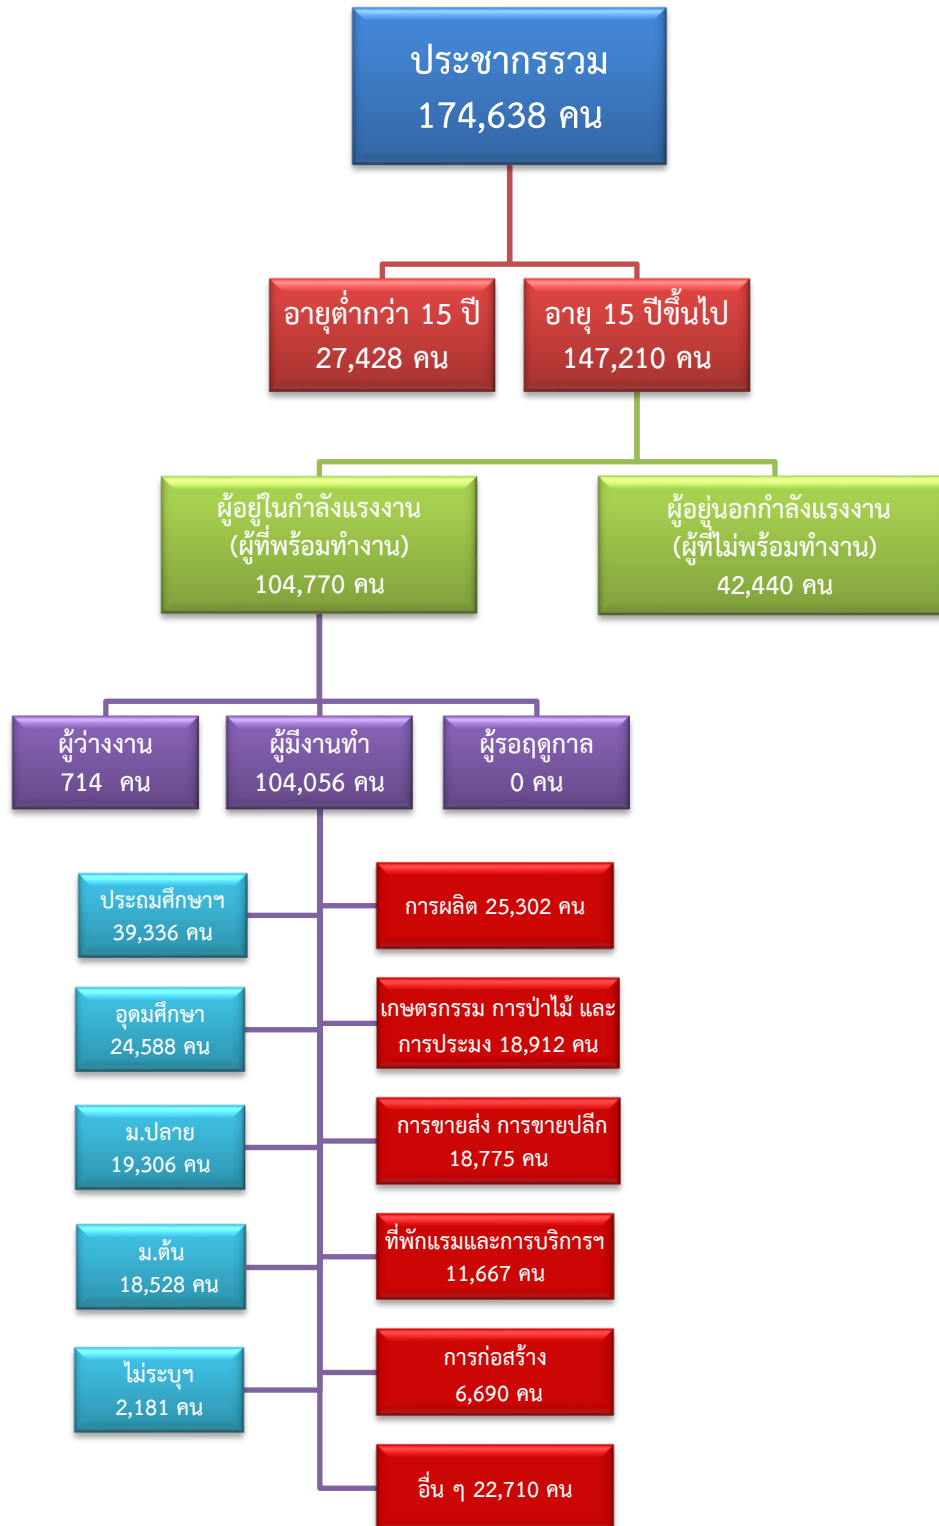 ประชากรรวม
174,638 คน
อายุต่ำกว่า 15 ปี
27,428 คน
อายุ 15 ปีขึ้นไป
147,210 คน
ผู้อยู่ในกำลังแรงงาน
(ผู้ที่พร้อมทำงาน)
104,770 คน
ผู้อยู่นอกกำลังแรงงาน
(ผู้ที่ไม่พร้อมทำงาน)
42,440 คน
ผู้ว่างงาน
714 คน
ผู้มีงานทำ
104,056 คน
ผู้รอฤดูกาล
0 คน
ประถมศึกษาฯ
39,336 คน
อุดมศึกษา
24,588 คน
ม.ปลาย
19,306 คน
ม.ต้น
18,528 คน
ไม่ระบุฯ
2,181 คน
การผลิต 25,302 คน
เกษตรกรรม การป่าไม้ และ
การประมง 18,912 คน
การขายส่ง การขายปลีก
18,775 คน
ที่พักแรมและการบริการฯ
11,667 คน
การก่อสร้าง
6,690 คน
อื่น ๆ 22,710 คน